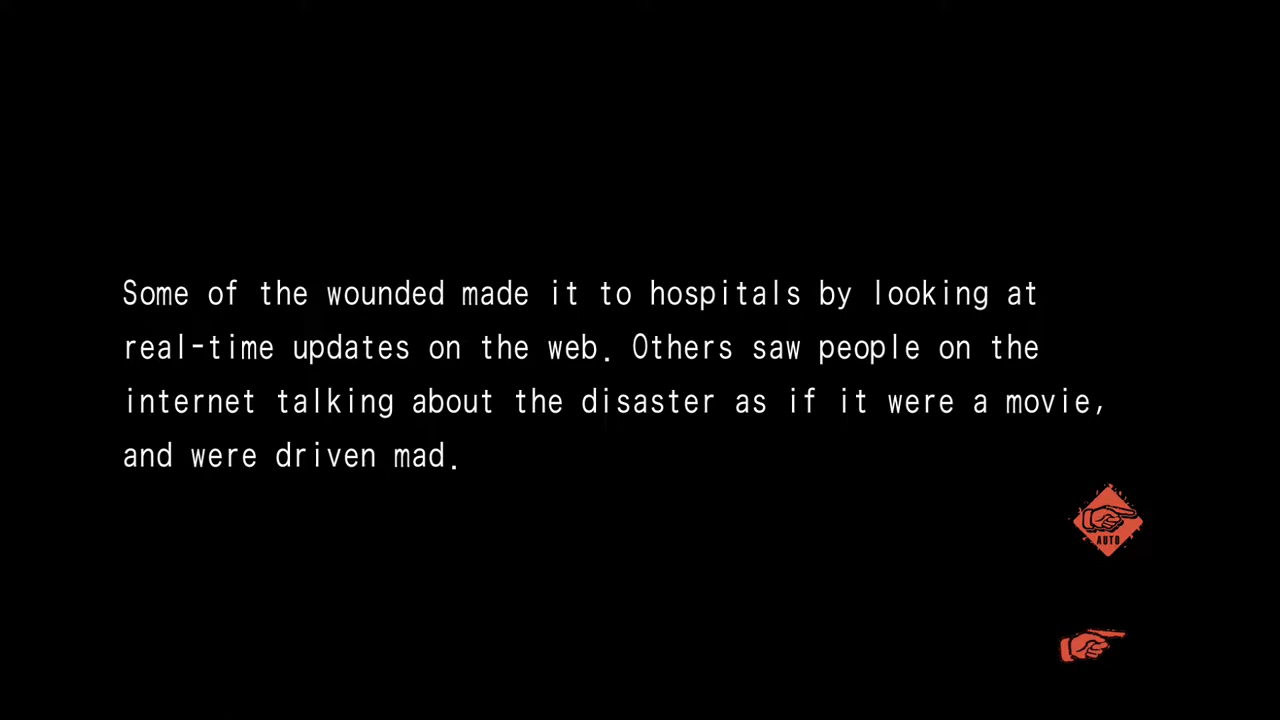 Some of the wounded made it to hospitals by looking at
real-time updates on the web. Others saw people on the
internet talking about the disaster as if it were a movie,
and were driven mad.
AUTO